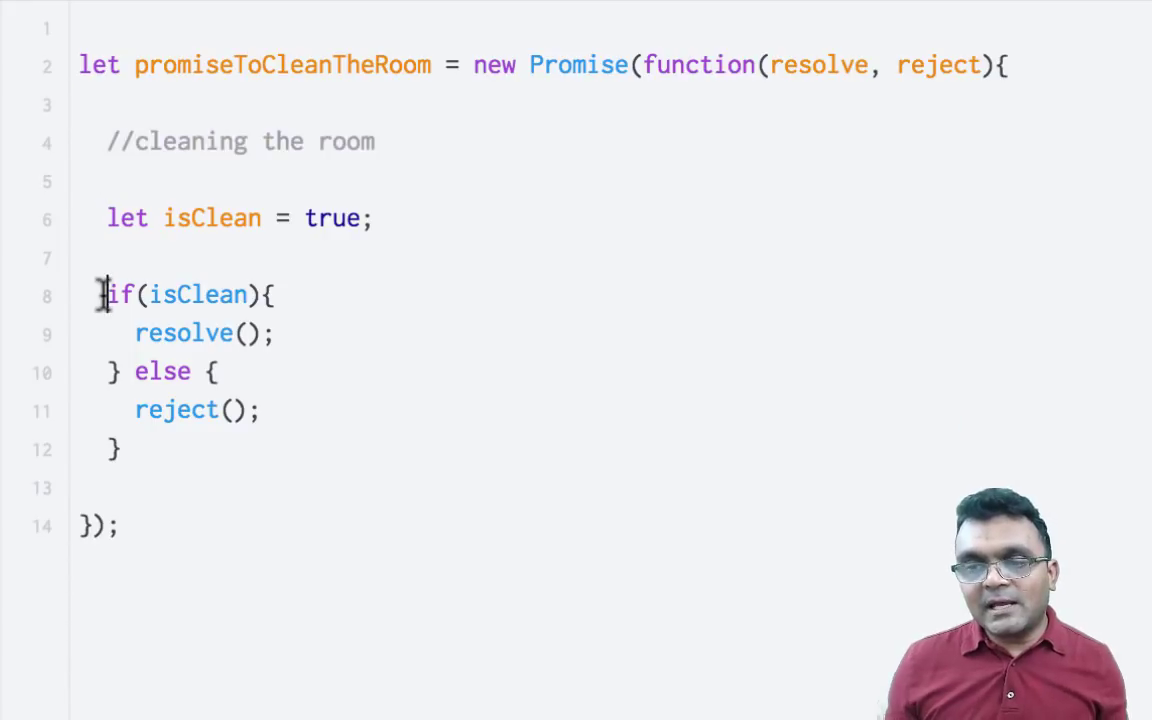 1
2 let promiseToCleanTheRoom = new Promise(function(resolve, reject){
3
4 //cleaning the room
5
6 let isClean = true;
7
8 if(isClean){
9 resolve();
10 } else {
11 reject();
12 }
13
14 });